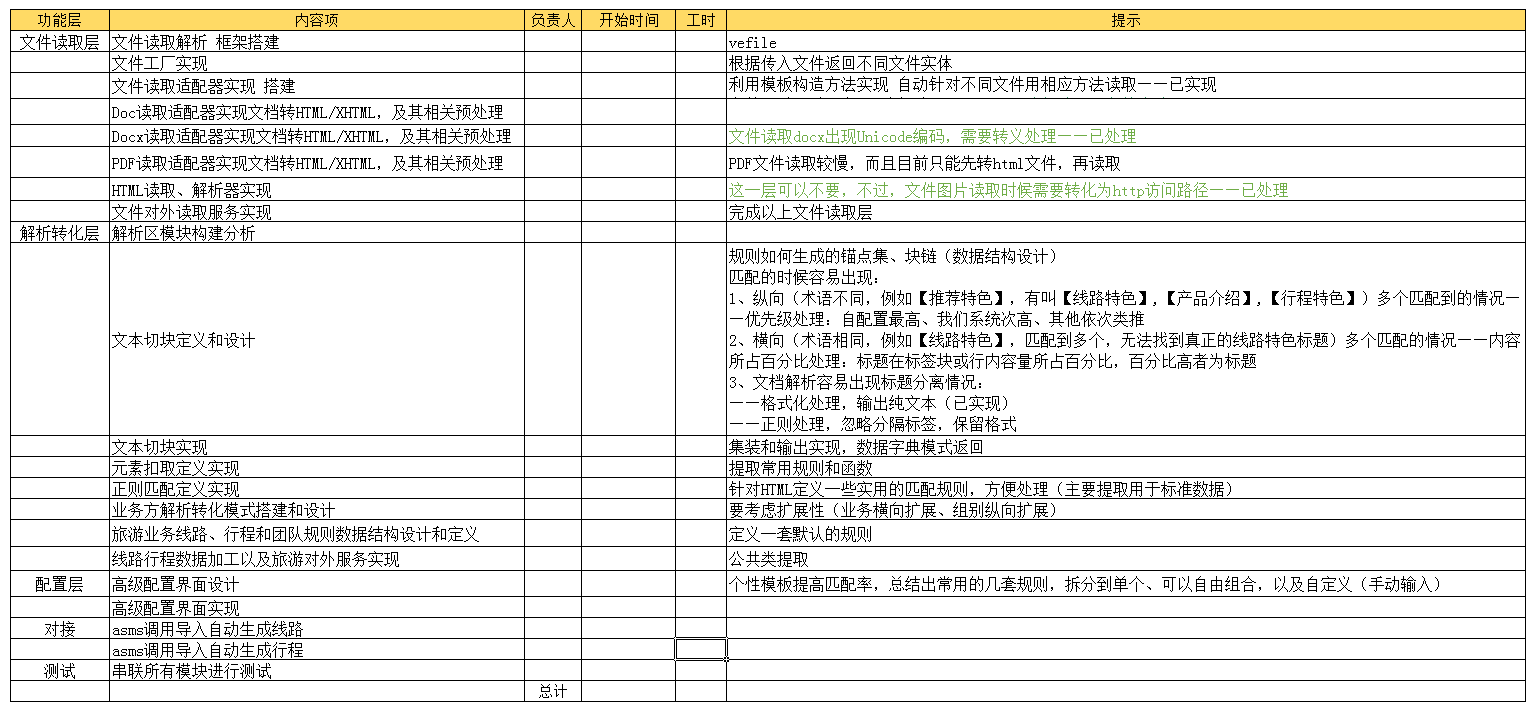 功能层 内容项 负责人 开始时间 工时 提示
文件读取层 文件读取解析 框架搭建 vefile
文件工厂实现 根据传入文件返回不同文件实体
文件读取适配器实现 搭建 利用模板构造方法实现 自动针对不同文件用相应方法读取——已实现
Doc读取适配器实现文档转HTML/XHTML，及其相关预处理
Docx读取适配器实现文档转HTML/XHTML，及其相关预处理 文件读取docx出现Unicode编码，需要转义处理——已处理
PDF读取适配器实现文档转HTML/XHTML，及其相关预处理 PDF文件读取较慢，而且目前只能先转html文件，再读取
HTML读取、解析器实现 这一层可以不要，不过，文件图片读取时候需要转化为http访问路径——已处理
文件对外读取服务实现 完成以上文件读取层
解析转化层 解析区模块构建分析
文本切块定义和设计
规则如何生成的锚点集、块链（数据结构设计）
匹配的时候容易出现：
1、纵向（术语不同，例如【推荐特色】，有叫【线路特色】，【产品介绍】，【行程特色】）多个匹配到的情况—
—优先级处理：自配置最高、我们系统次高、其他依次类推
2、横向（术语相同，例如【线路特色】，匹配到多个，无法找到真正的线路特色标题）多个匹配的情况——内容
所占百分比处理：标题在标签块或行内容量所占百分比，百分比高者为标题
3、文档解析容易出现标题分离情况：
——格式化处理，输出纯文本（已实现）
——正则处理，忽略分隔标签，保留格式
文本切块实现 集装和输出实现，数据字典模式返回
元素扣取定义实现 提取常用规则和函数
正则匹配定义实现 针对HTML定义一些实用的匹配规则，方便处理（主要提取用于标准数据）
业务方解析转化模式搭建和设计 要考虑扩展性（业务横向扩展、组别纵向扩展）
旅游业务线路、行程和团队规则数据结构设计和定义 定义一套默认的规则
线路行程数据加工以及旅游对外服务实现 公共类提取
配置层 高级配置界面设计 个性模板提高匹配率，总结出常用的几套规则，拆分到单个、可以自由组合，以及自定义（手动输入）
高级配置界面实现
对接 asms调用导入自动生成线路
asms调用导入自动生成行程
测试 串联所有模块进行测试
总计